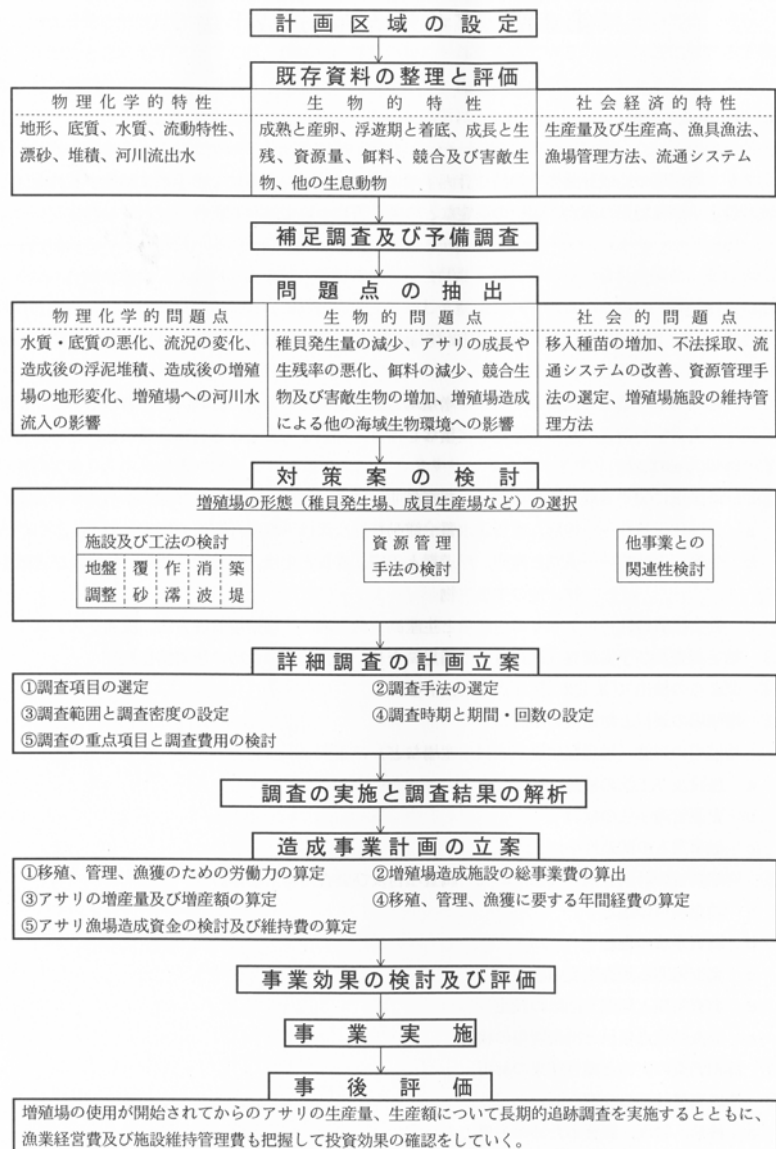 計画区域の設定
既存資料の整理と評価
物理化学的特性
地形、底質、水質、流動特性、
漂砂、堆積、河川流出水
生物的特性
成熟と産卵、浮遊期と着底、成長と生
残、資源量、餌料、競合及び害敵生
物、他の生息動物
社会経済的特性
生産量及び生産高、漁具漁法、
漁場管理方法、流通システム
補足調査及び予備調査
問題点の抽出
物理化学的問題点
水質・底質の悪化、流況の変化、
造成後の浮泥堆積、造成後の増殖
場の地形変化、増殖場への河川水
流入の影響
生物的問題点
稚貝発生量の減少、アサリの成長や
生残率の悪化、餌料の減少、競合生
物及び害敵生物の増加、増殖場造成
による他の海域生物環境への影響
社会的問題点
移入種苗の増加、不法採取、流
通システムの改善、資源管理手
法の選定、増殖場施設の維持管
理方法
対策案の検討
増殖場の形態（稚貝発生場、成貝生産場など）の選択
施設及び工法の検討
地盤 覆 作 消 築
調整 砂 澪 波 堤
資源管理
手法の検討
他事業との
関連性検討
詳細調査の計画立案
①調査項目の選定 ②調査手法の選定
③調査範囲と調査密度の設定 ④調査時期と期間・回数の設定
⑤調査の重点項目と調査費用の検討
調査の実施と調査結果の解析
造成事業計画の立案
①移殖、管理、漁獲のための労働力の算定 ②増殖場造成施設の総事業費の算出
③アサリの増産量及び増産額の算定 ④移殖、管理、漁獲に要する年間経費の算定
⑤アサリ漁場造成資金の検討及び維持費の算定
事業効果の検討及び評価
事業実施
事後評価
増殖場の使用が開始されてからのアサリの生産量、生産額について長期的追跡調査を実施するとともに、
漁業経営費及び施設維持管理費も把握して投資効果の確認をしていく。